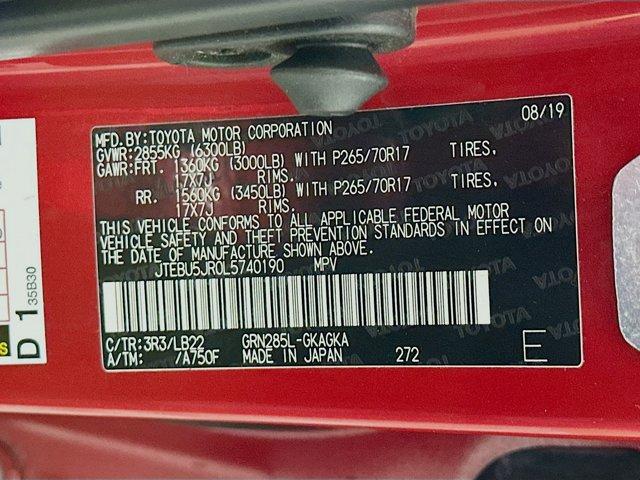 MFD.BY:TOYOTA MOTOR CORPORATION 08/19
GVWR:2855KG (6300LB)
GAWR:FRT. 1360KG (3000LB) WITH P265/70R17 TIRES,
17X7J RIMS.
RR. 1560KG (3450LB) WITH P265/70R17 TIRES,
17X7J RIMS.
THIS VEHICLE CONFORMS TO ALL APPLICABLE FEDERAL MOTOR
VEHICLE SAFETY AND THEFT PREVENTION STANDARDS IN EFFECT ON
THE DATE OF MANUFACTURE SHOWN ABOVE.
JTEBU5JR0L5740190 MPV
C/TR:3R3/LB22 GRN285L-GKAGKA
A/TM: /A750F MADE IN JAPAN 272 E
D 1 35B30